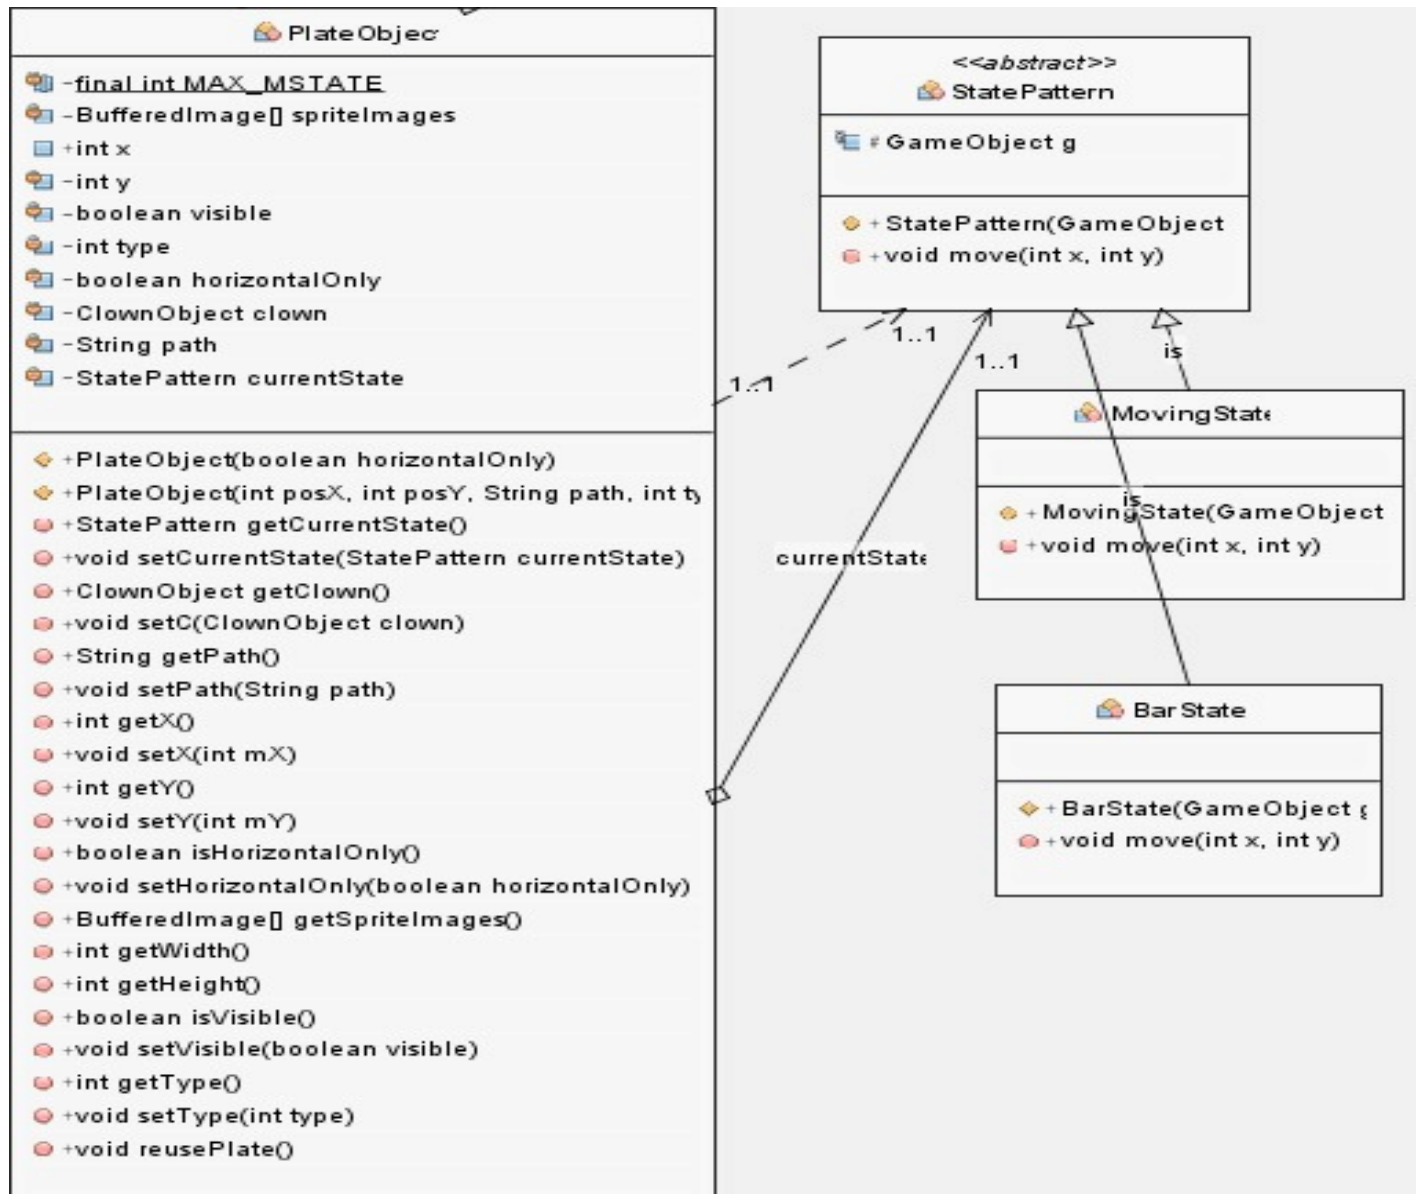 PlateObjec
-final int MAX_MSTATE
-BufferedImage[] spriteImages
+int x
-int y
-boolean visible
-int type
-boolean horizontalOnly
-ClownObject clown
-String path
-StatePattern currentState
+PlateObject(boolean horizontalOnly)
+PlateObject(int posX, int posY, String path, int ty
+StatePattern getCurrentState()
+void setCurrentState(StatePattern currentState)
+ClownObject getClown()
+void setC(ClownObject clown)
+String getPath()
+void setPath(String path)
+int getX()
+void setX(int mX)
+int getY()
+void setY(int mY)
+boolean isHorizontalOnly()
+void setHorizontalOnly(boolean horizontalOnly)
+BufferedImage[] getSpriteImages()
+int getWidth()
+int getHeight()
+boolean isVisible()
+void setVisible(boolean visible)
+int getType()
+void setType(int type)
+void reusePlate()
<<abstract>>
StatePattern
# GameObject g
+StatePattern(GameObject
+void move(int x, int y)
1..1
1..1
1..1
is
currentState
MovingState
is
+MovingState(GameObject
+void move(int x, int y)
BarState
+BarState(GameObject g
+void move(int x, int y)